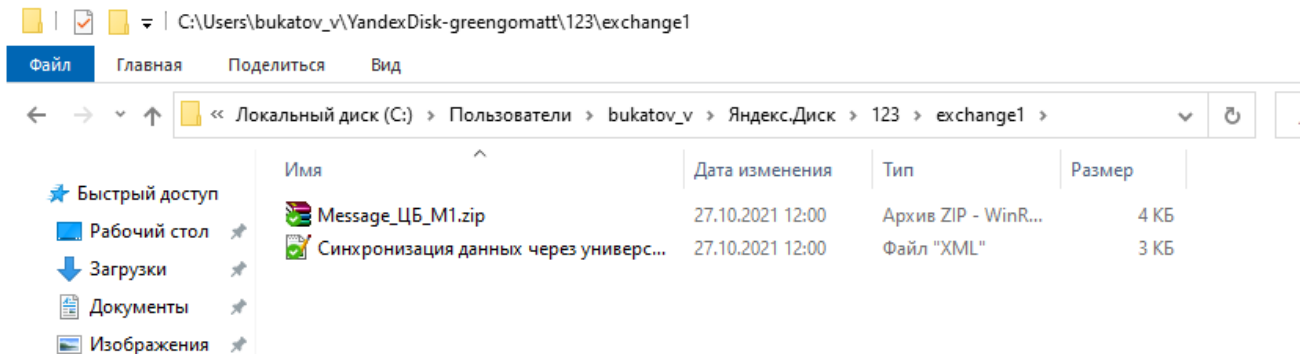 C:\Users\bukatov_v\YandexDisk-greengomatt\123\exchange1
Файл Главная Поделиться Вид
« Локальный диск (C:) > Пользователи > bukatov_v > Яндекс.Диск > 123 > exchange1 >
Имя Дата изменения Тип Размер
Быстрый доступ
Рабочий стол
Загрузки
Документы
Изображения
Message_ЦБ_М1.zip 27.10.2021 12:00 Архив ZIP - WinR... 4 КБ
Синхронизация данных через универс... 27.10.2021 12:00 Файл "XML" 3 КБ